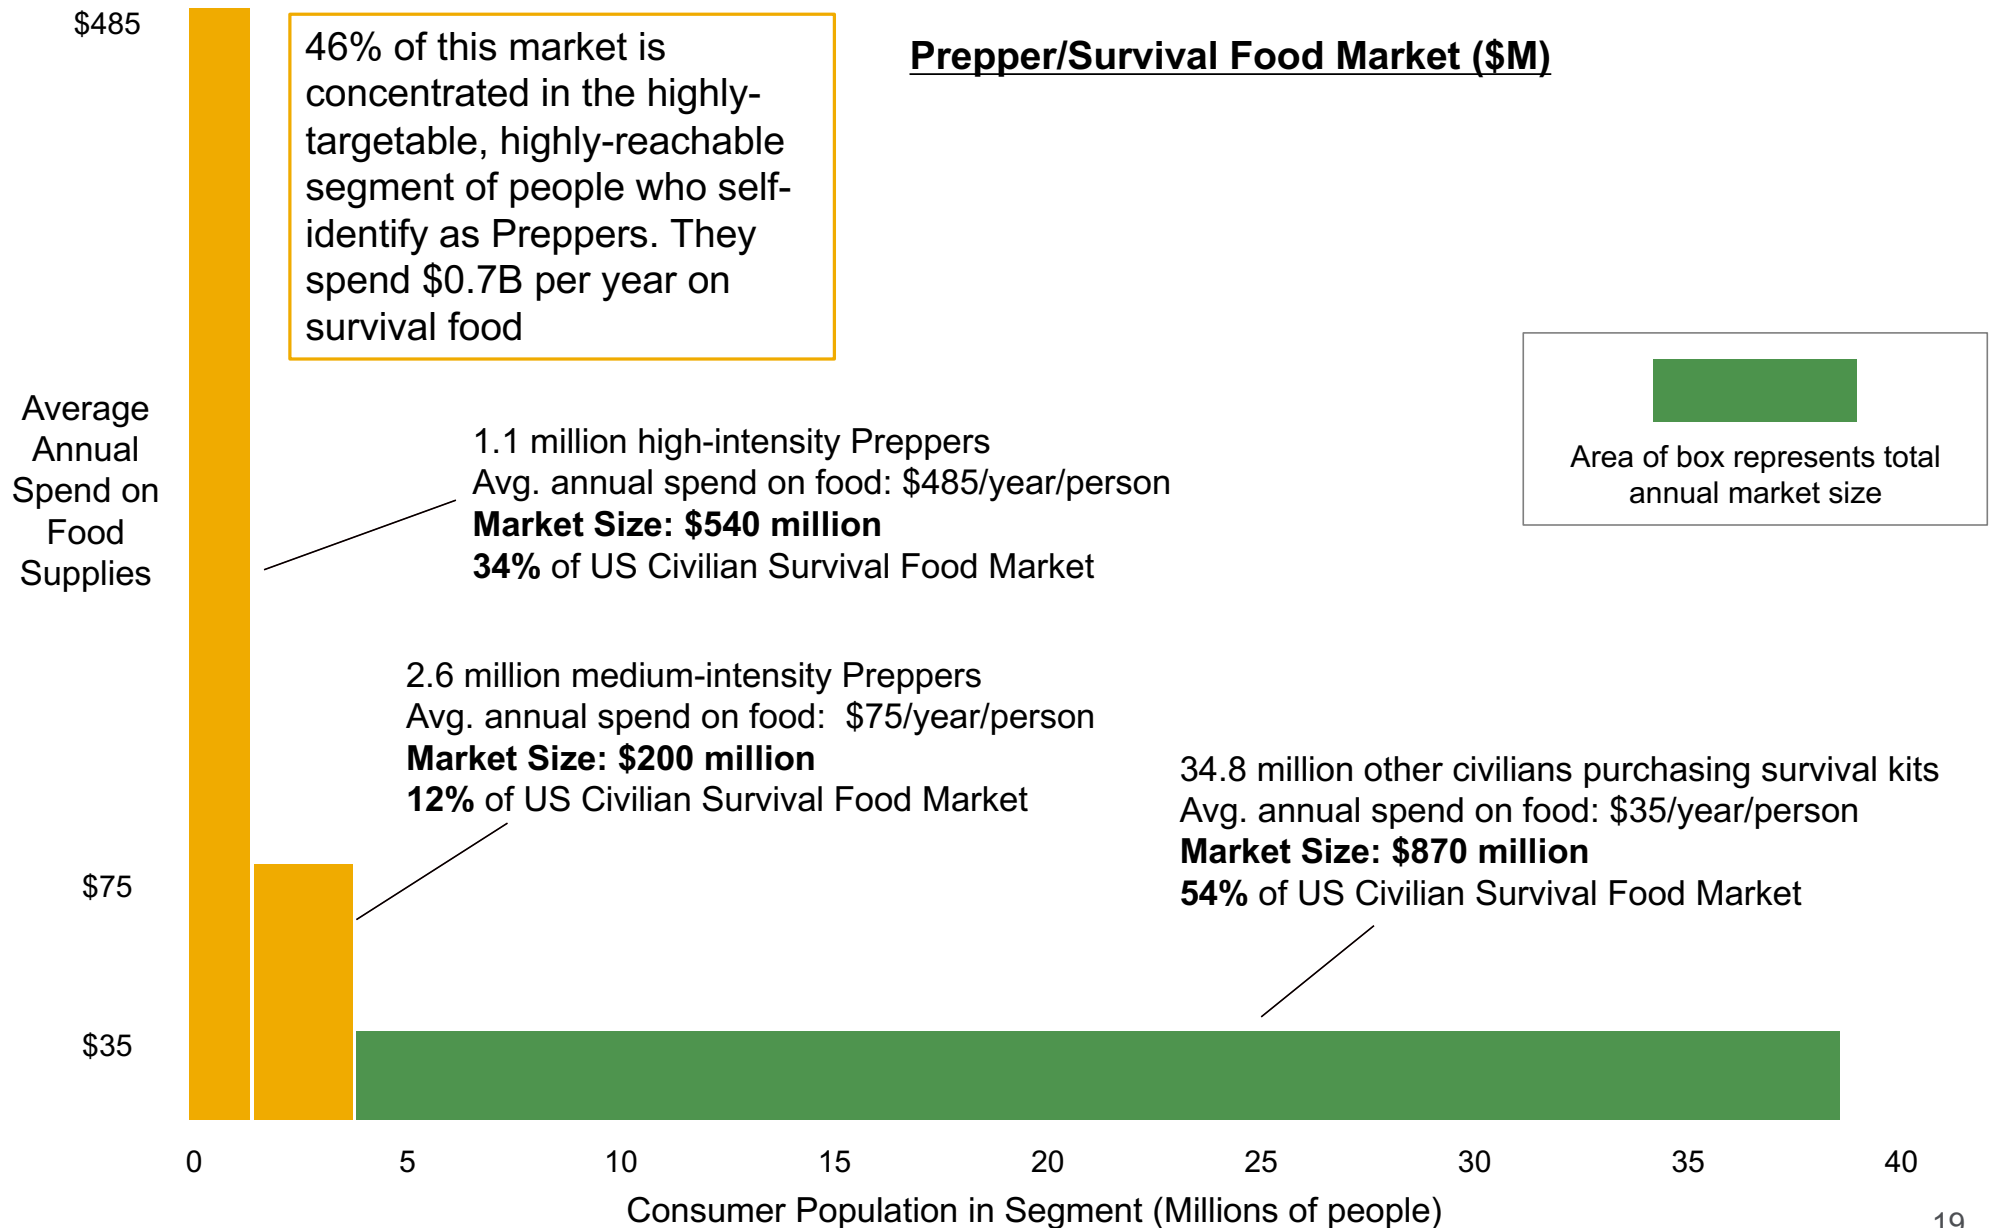 Prepper/Survival Food Market ($M)
$485
46% of this market is
concentrated in the highly-
targetable, highly-reachable
segment of people who self-
identify as Preppers. They
spend $0.7B per year on
survival food
Area of box represents total
annual market size
Average
Annual
Spend on
Food
Supplies
1.1 million high-intensity Preppers
Avg. annual spend on food: $485/year/person
Market Size: $540 million
34% of US Civilian Survival Food Market
2.6 million medium-intensity Preppers
Avg. annual spend on food:  $75/year/person
Market Size: $200 million
12% of US Civilian Survival Food Market
34.8 million other civilians purchasing survival kits
Avg. annual spend on food: $35/year/person
Market Size: $870 million
54% of US Civilian Survival Food Market
$75
$35
0 5 10 15 20 25 30 35 40
Consumer Population in Segment (Millions of people)
19